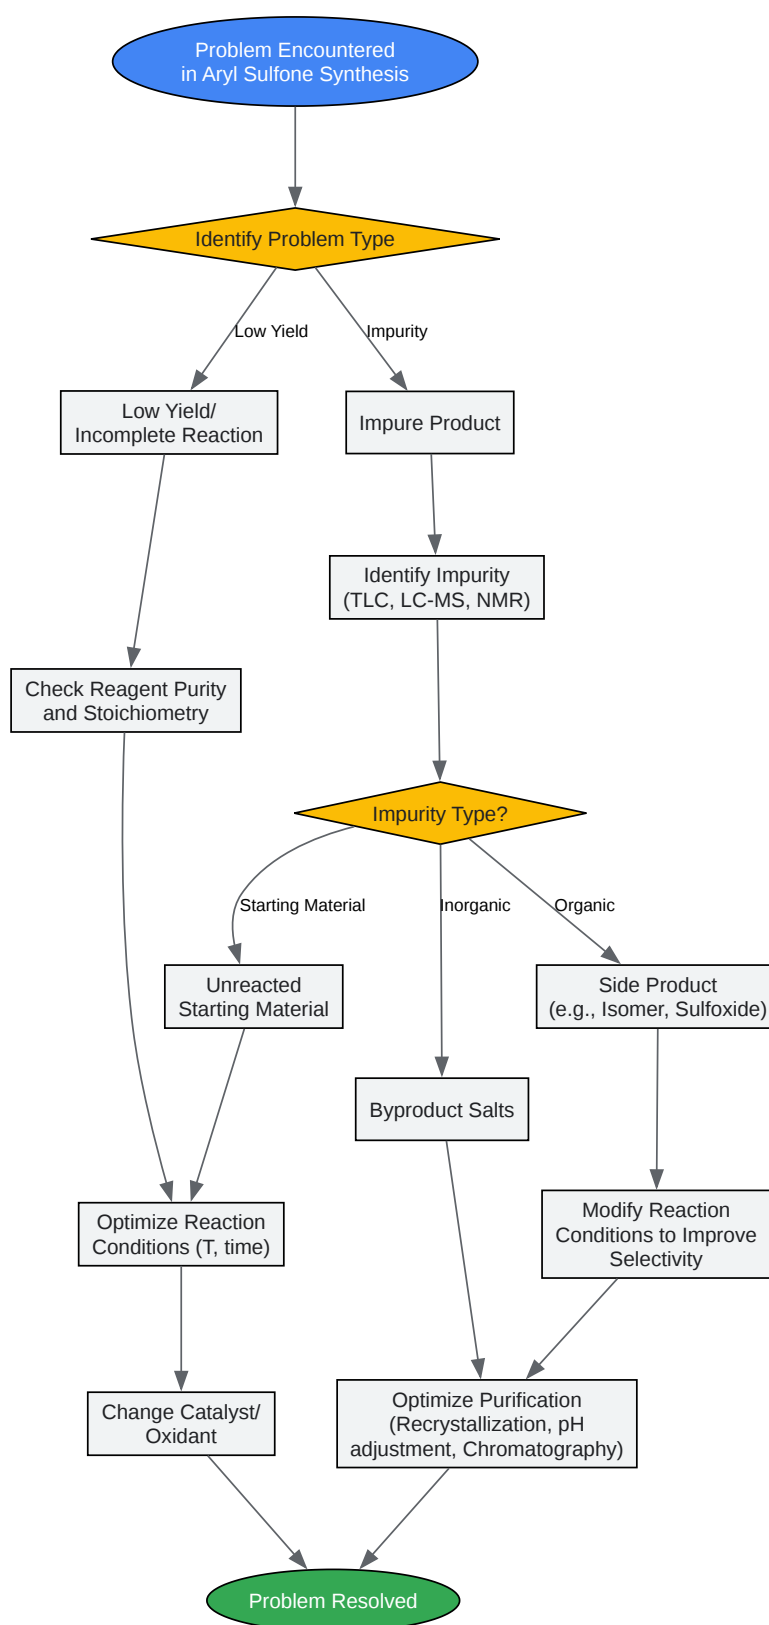 Problem Encountered
in Aryl Sulfone Synthesis
Identify Problem Type
Low Yield
Impurity
Low Yield/
Incomplete Reaction
Impure Product
Identify Impurity
(TLC, LC-MS, NMR)
Check Reagent Purity
and Stoichiometry
Impurity Type?
Starting Material
Inorganic
Organic
Unreacted
Starting Material
Side Product
(e.g., Isomer, Sulfoxide)
Byproduct Salts
Optimize Reaction
Conditions (T, time)
Modify Reaction
Conditions to Improve
Selectivity
Change Catalyst/
Oxidant
Optimize Purification
(Recrystallization, pH
adjustment, Chromatography)
Problem Resolved